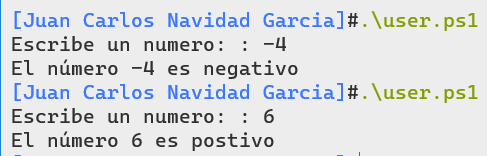 [Juan Carlos Navidad Garcia]#.\user.ps1
Escribe un numero: : -4
El número -4 es negativo
[Juan Carlos Navidad Garcia]#.\user.ps1
Escribe un numero: : 6
El número 6 es postivo